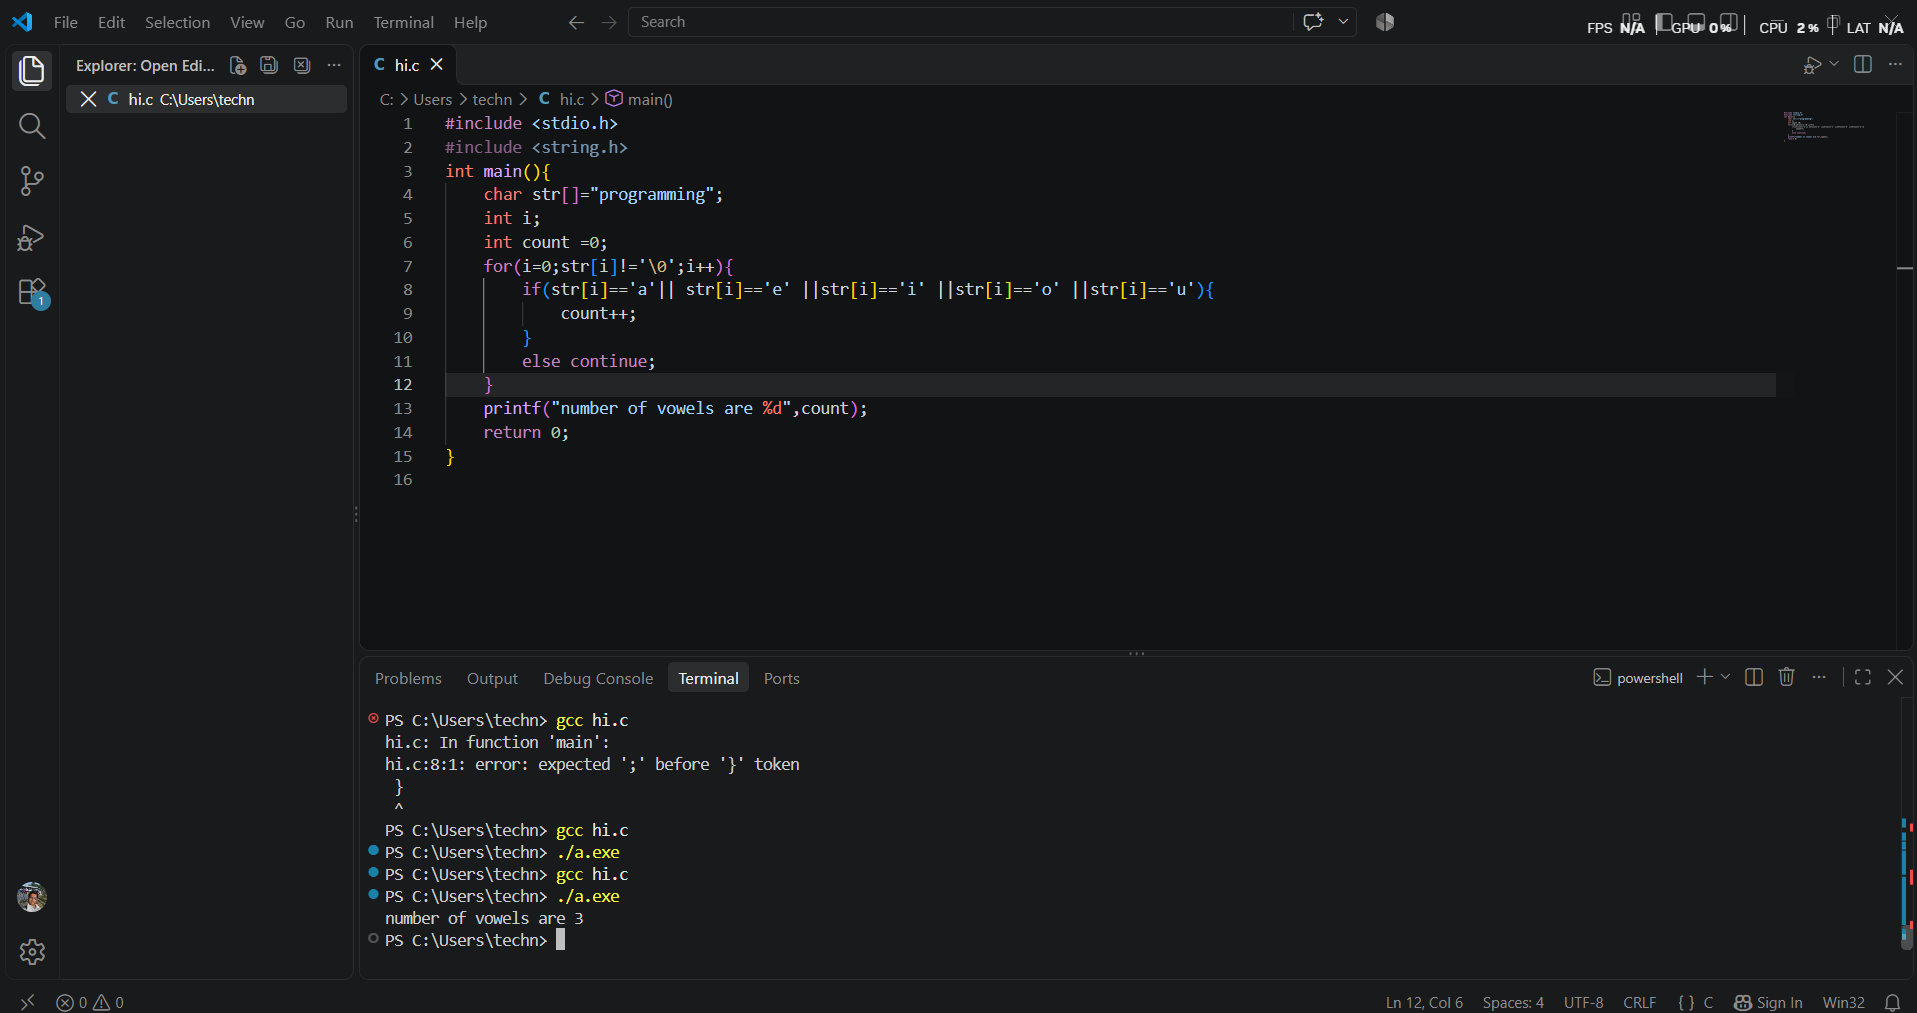 File Edit Selection View Go Run Terminal Help
Search
FPS N/A GPU 0% CPU 2% LAT N/A
Explorer: Open Edi...
hi.c C:\Users\techn
1
hi.c
C: > Users > techn > C hi.c > main()
1 #include <stdio.h>
2 #include <string.h>
3 int main(){
4     char str[]="programming";
5     int i;
6     int count =0;
7     for(i=0;str[i]!='\0';i++){
8         if(str[i]=='a'|| str[i]=='e' ||str[i]=='i' ||str[i]=='o' ||str[i]=='u'){
9             count++;
10         }
11         else continue;
12     }
13     printf("number of vowels are %d",count);
14     return 0;
15 }
16
Problems Output Debug Console Terminal Ports
powershell
PS C:\Users\techn> gcc hi.c
hi.c: In function 'main':
hi.c:8:1: error: expected ';' before '}' token
 }
 ^
PS C:\Users\techn> gcc hi.c
PS C:\Users\techn> ./a.exe
PS C:\Users\techn> gcc hi.c
PS C:\Users\techn> ./a.exe
number of vowels are 3
PS C:\Users\techn>
0 0
Ln 12, Col 6 Spaces: 4 UTF-8 CRLF { } C Sign In Win32